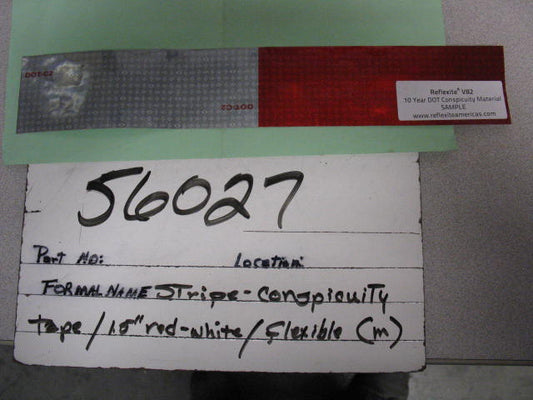 DOT-C2
DOT-C2
Reflexite® V82
10 Year DOT Conspicuity Material
SAMPLE
www.reflexiteamericas.com
56027
Part NO: Location:
FORMAL NAME Stripe-Conspicuity
tape/1.5" red-white/flexible (m)